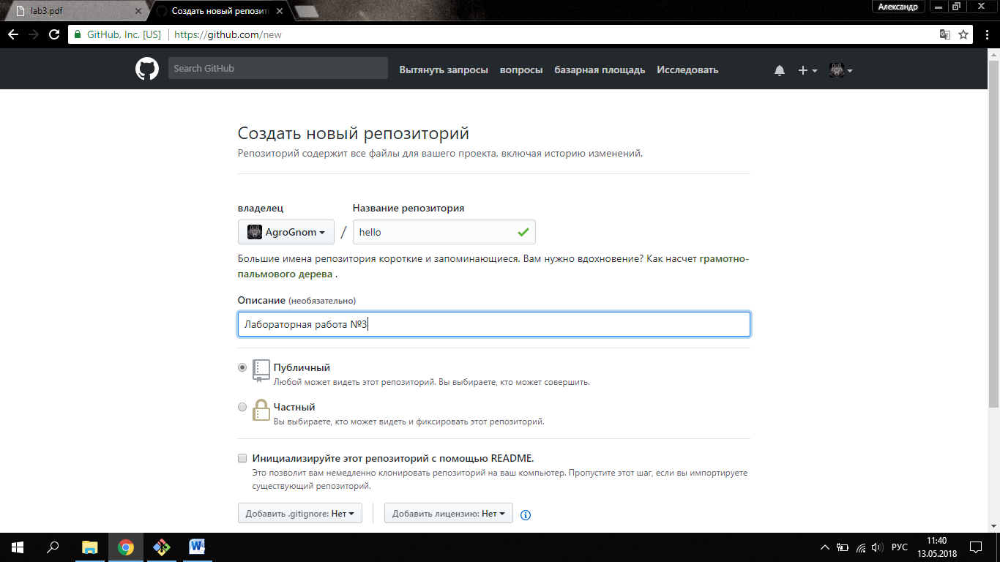 lab3.pdf
Создать новый репозит
Александр
GitHub, Inc. [US]
https://github.com/new
Search GitHub
Вытянуть запросы
вопросы
базарная площадь
Исследовать
Создать новый репозиторий
Репозиторий содержит все файлы для вашего проекта, включая историю изменений.
владелец
Название репозитория
AgroGnom
/
hello
Большие имена репозитория короткие и запоминающиеся. Вам нужно вдохновение? Как насчет грамотно-
пальмового дерева .
Описание (необязательно)
Лабораторная работа №3
Публичный
Любой может видеть этот репозиторий. Вы выбираете, кто может совершить.
Частный
Вы выбираете, кто может видеть и фиксировать этот репозиторий.
Инициализируйте этот репозиторий с помощью README.
Это позволит вам немедленно клонировать репозиторий на ваш компьютер. Пропустите этот шаг, если вы импортируете
существующий репозиторий.
Добавить .gitignore: Нет
Добавить лицензию: Нет
РУС
11:40
13.05.2018